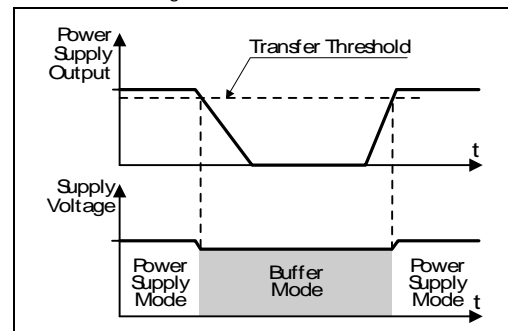 Power
Supply
Output
Transfer Threshold
t
Supply
Voltage
Power
Supply
Mode
Buffer
Mode
Power
Supply
Mode
t